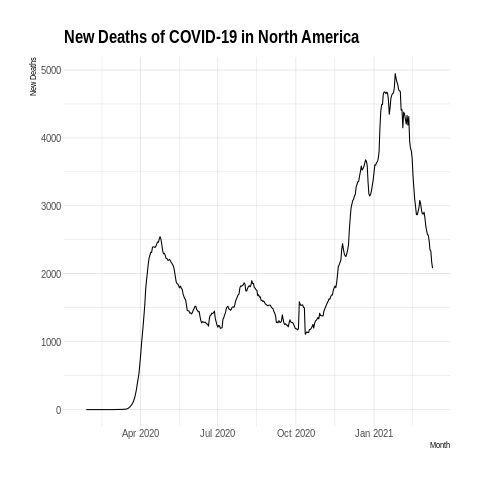 New Deaths of COVID-19 in North America
New Deaths
5000
4000
3000
2000
1000
0
Apr 2020 Jul 2020 Oct 2020 Jan 2021
Month